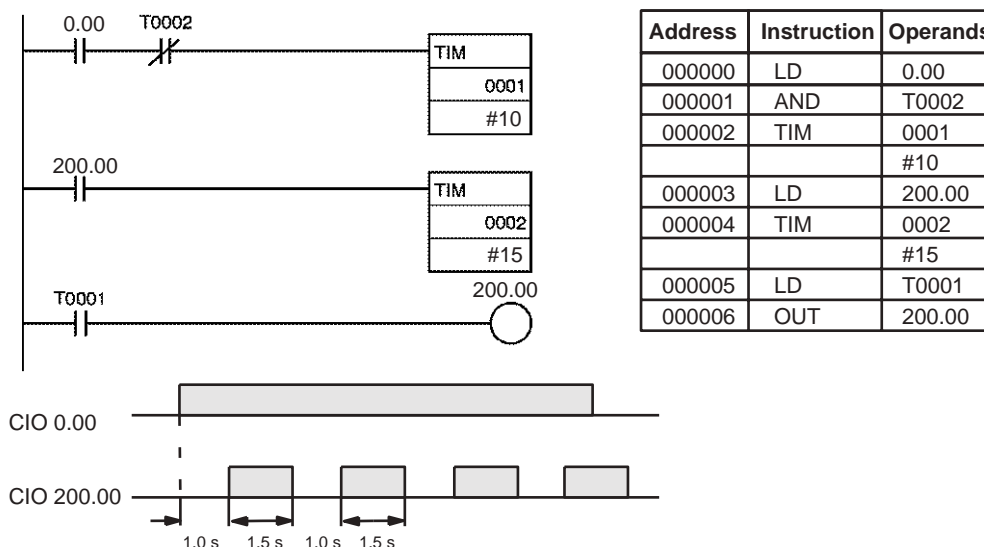 0.00 T0002
TIM
0001
#10
200.00
TIM
0002
#15
T0001
200.00
Address Instruction Operands
000000 LD 0.00
000001 AND T0002
000002 TIM 0001
#10
000003 LD 200.00
000004 TIM 0002
#15
000005 LD T0001
000006 OUT 200.00
CIO 0.00
CIO 200.00
1.0 s 1.5 s 1.0 s 1.5 s